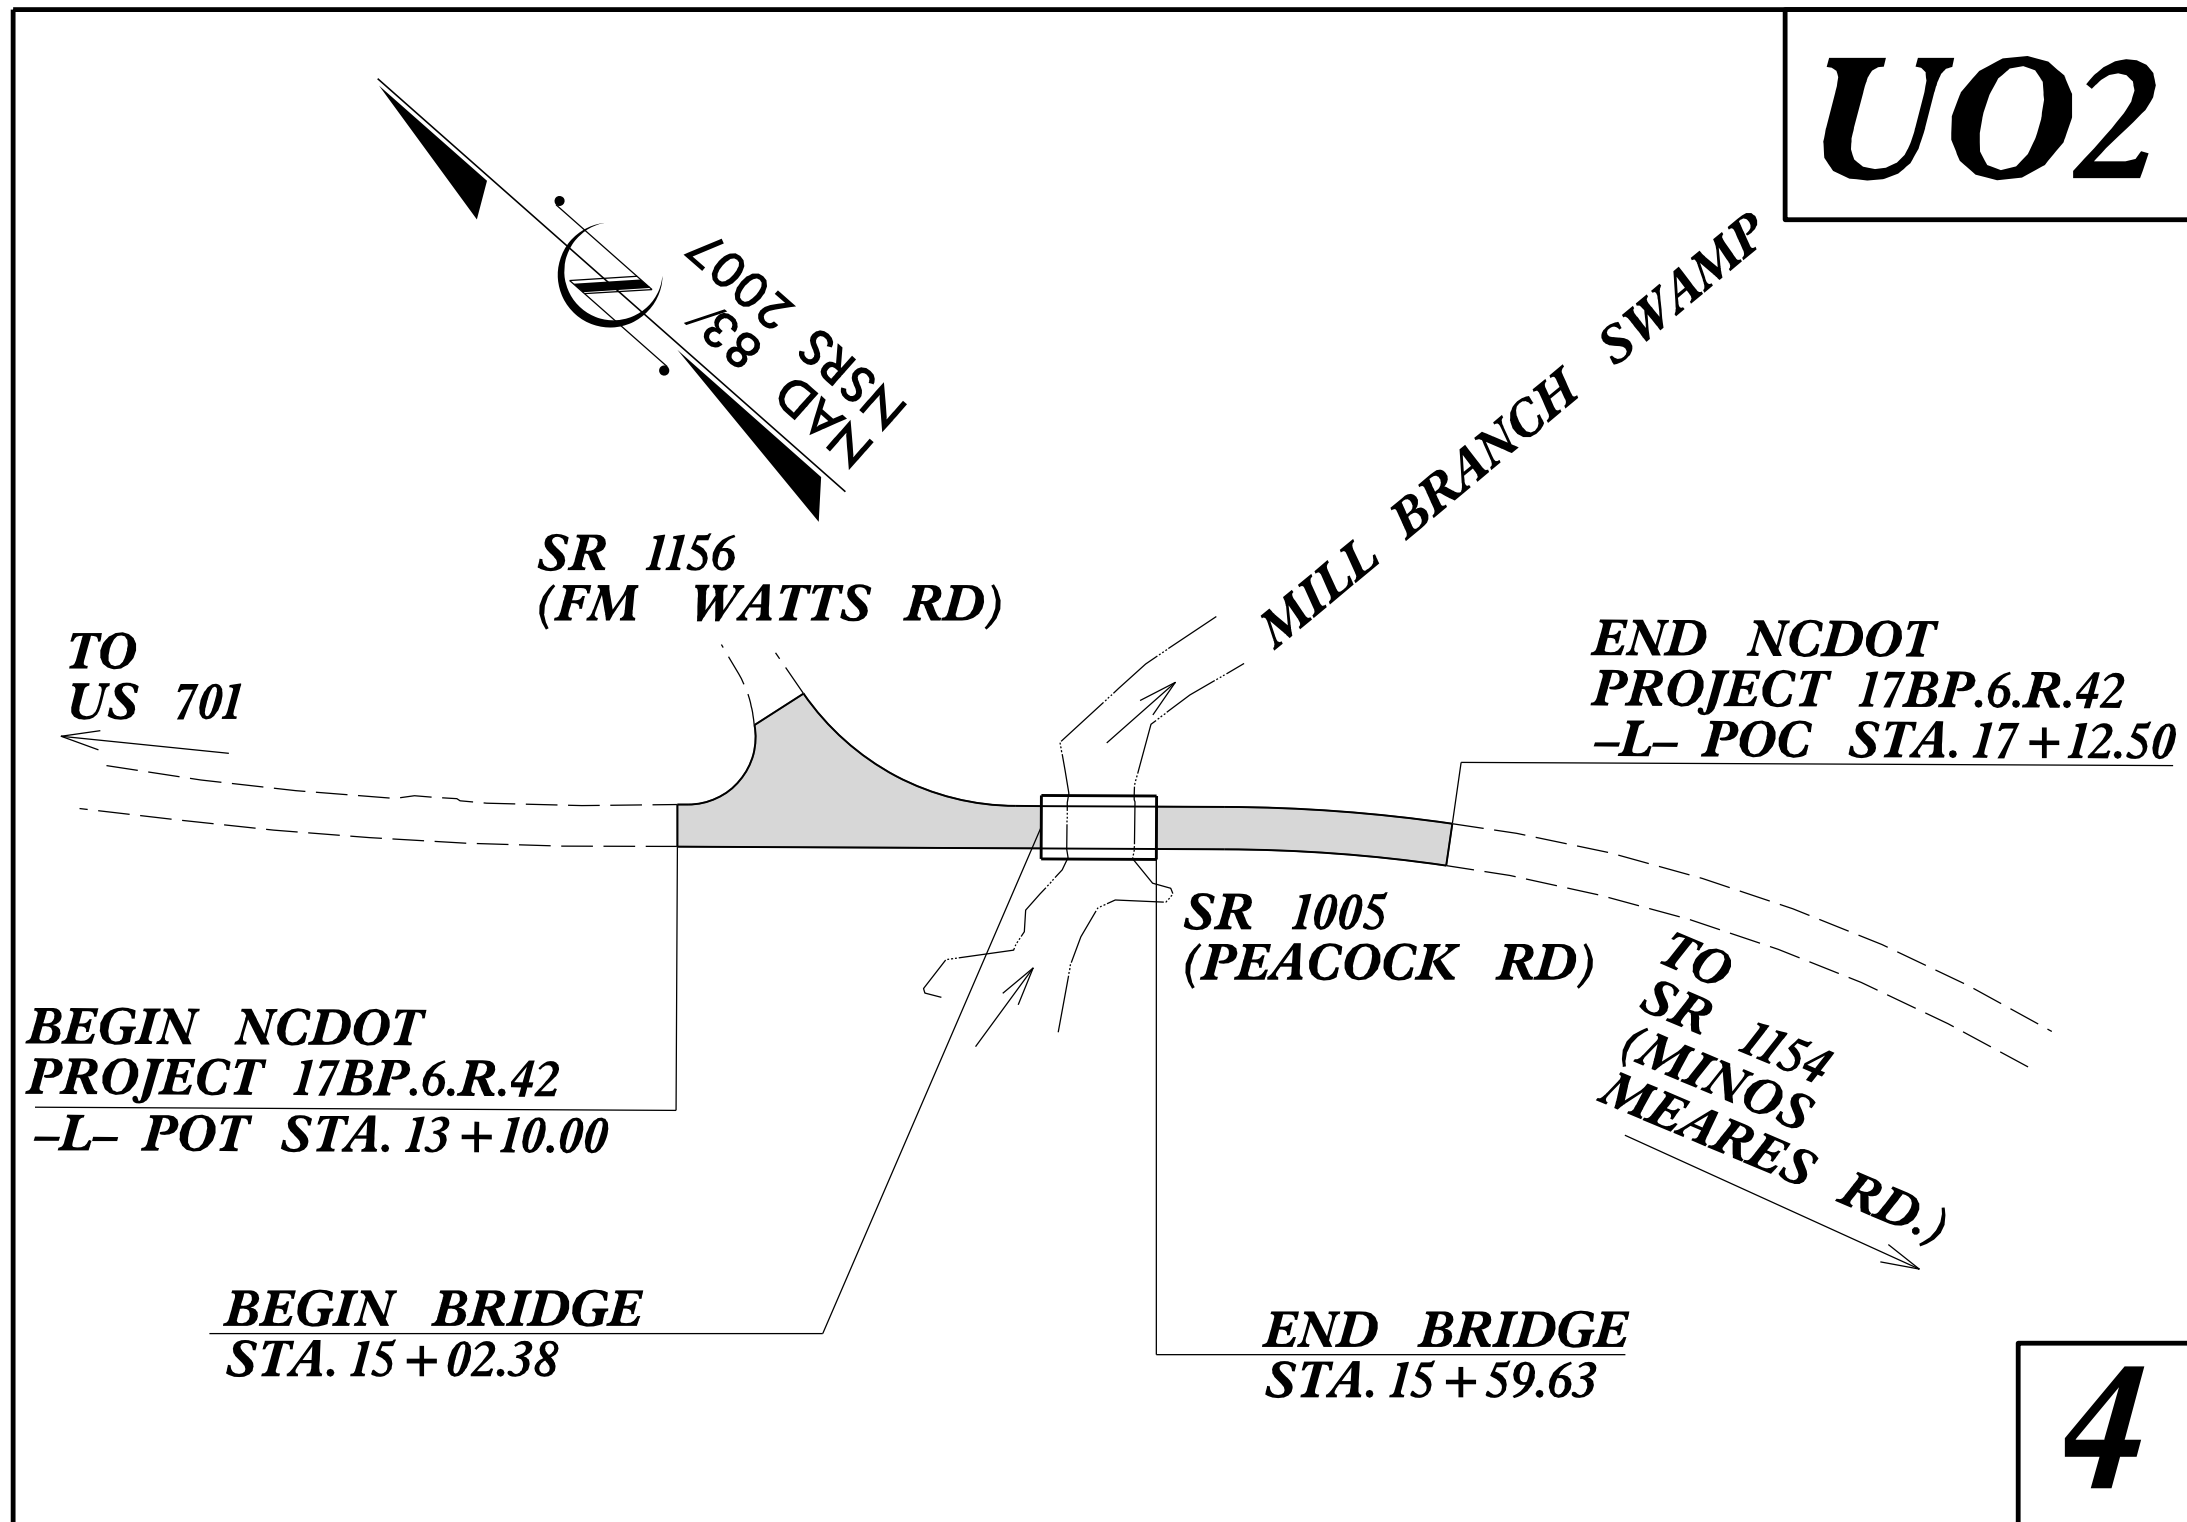 UO2
NAD 83/
NSRS 2007
MILL BRANCH SWAMP
SR 1156
(FM WATTS RD)
TO
US 701
END NCDOT
PROJECT 17BP.6.R.42
-L- POC STA. 17+12.50
SR 1005
(PEACOCK RD)
TO
SR 1154
(MINOS
MEARES RD.)
BEGIN NCDOT
PROJECT 17BP.6.R.42
-L- POT STA. 13+10.00
BEGIN BRIDGE
STA. 15+02.38
END BRIDGE
STA. 15+59.63
4